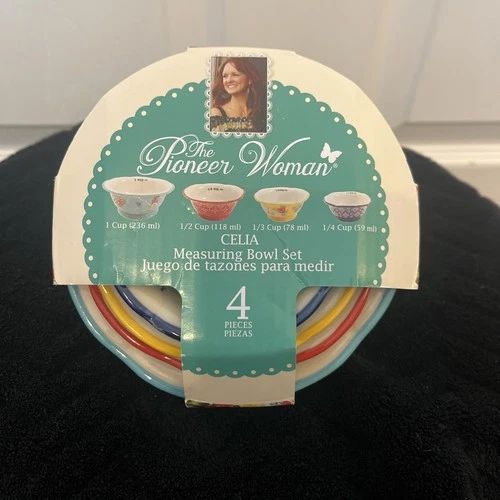 The
Pioneer Woman®
1 Cup (236 ml) 1/2 Cup (118 ml) 1/3 Cup (78 ml) 1/4 Cup (59 ml)
CELIA
Measuring Bowl Set
Juego de tazones para medir
4
PIECES
PIEZAS